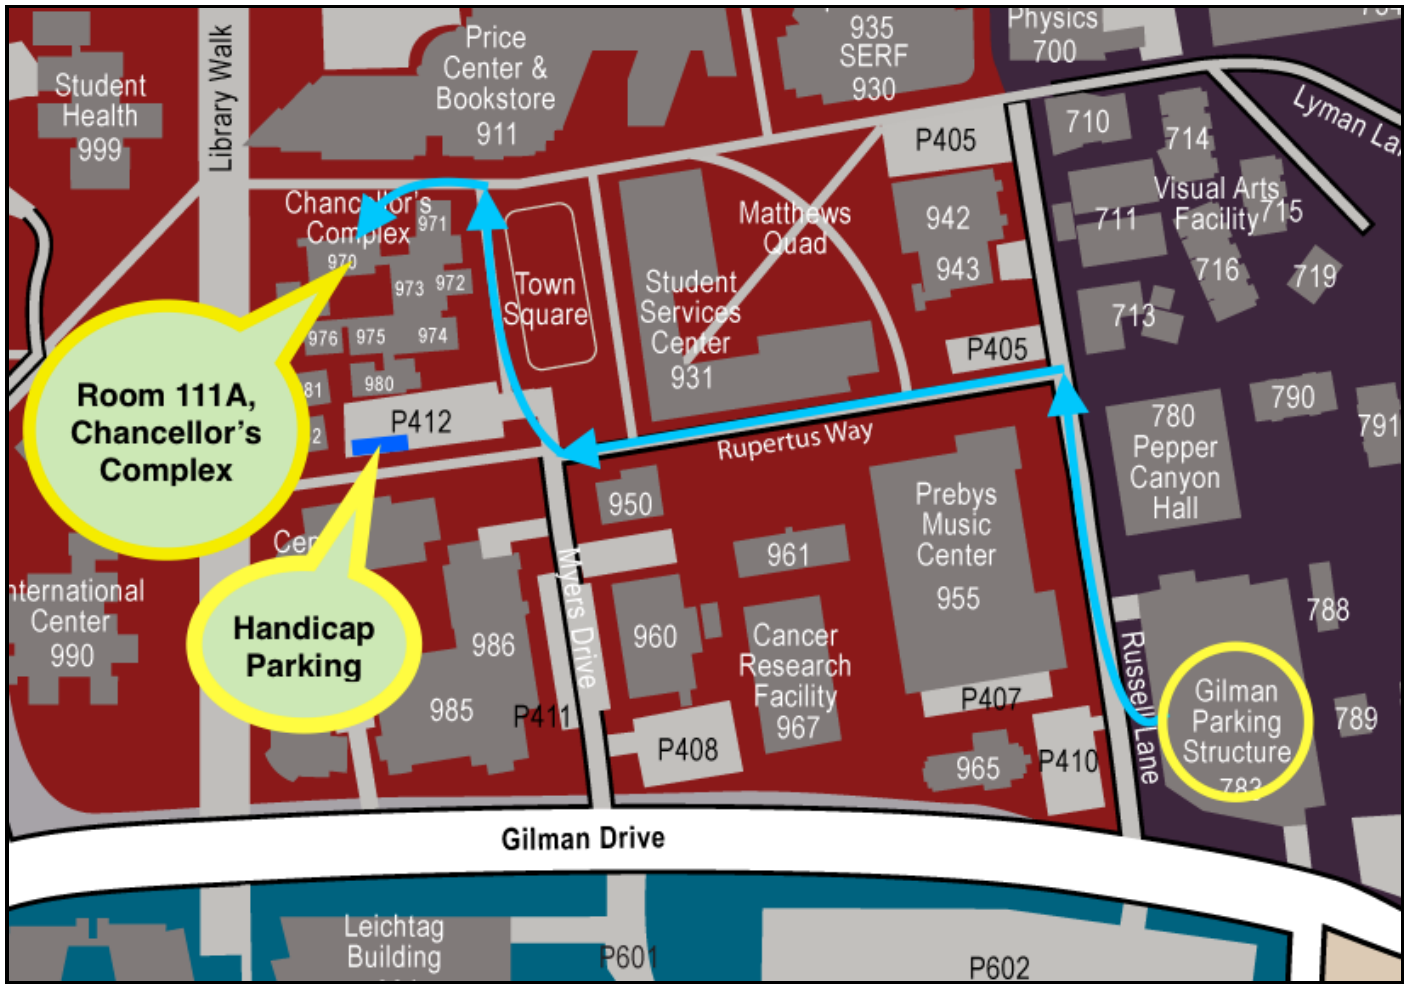 Physics
700
935
SERF
930
Price
Center &
Bookstore
911
Library Walk
Student
Health
999
P405
710
714
Lyman La
Visual Arts
Facility
715
711
716
719
713
Chancellor's
Complex
971
970
973
972
976
975
974
980
81
2
Town
Square
Matthews
Quad
Student
Services
Center
931
942
943
P405
P412
Rupertus Way
780
Pepper
Canyon
Hall
790
791
Room 111A,
Chancellor's
Complex
Handicap
Parking
950
961
Prebys
Music
Center
955
Cen
nternational
Center
990
986
985
Myers Drive
P411
960
Cancer
Research
Facility
967
P408
P407
965
P410
Russell Lane
Gilman
Parking
Structure
783
788
789
Gilman Drive
Leichtag
Building
P601
P602